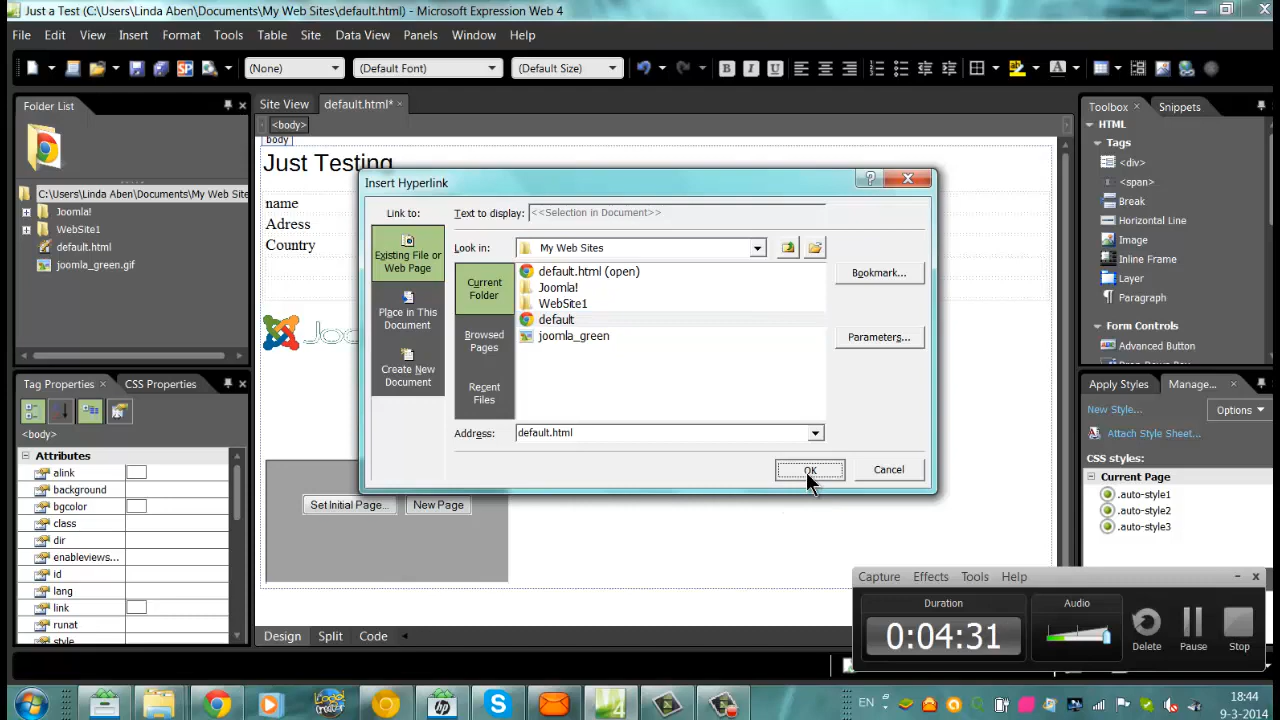 Just a Test (C:\Users\Linda Aben\Documents\My Web Sites\default.html) - Microsoft Expression Web 4
File Edit View Insert Format Tools Table Site Data View Panels Window Help
(None) (Default Font) (Default Size)
Folder List
C:\Users\Linda Aben\Documents\My Web Site
Joomla!
WebSite1
default.html
joomla_green.gif
Site View default.html*
<body>
body
Just Testing
name
Adress
Country
Set Initial Page... New Page
Design Split Code
Insert Hyperlink
Link to:
Existing File or Web Page
Place in This Document
Create New Document
Text to display: <<Selection in Document>>
Look in: My Web Sites
Current Folder
Browsed Pages
Recent Files
default.html (open)
Joomla!
WebSite1
default
joomla_green
Bookmark...
Parameters...
Address: default.html
OK Cancel
Toolbox Snippets
HTML
Tags
<div>
<span>
Break
Horizontal Line
Image
Inline Frame
Layer
Paragraph
Form Controls
Advanced Button
Tag Properties CSS Properties
<body>
Attributes
alink
background
bgcolor
class
dir
enableviews...
id
lang
link
runat
style
Apply Styles Manage...
New Style... Options
Attach Style Sheet...
CSS styles:
Current Page
.auto-style1
.auto-style2
.auto-style3
Capture Effects Tools Help
Duration
0:04:31
Audio
Delete Pause Stop
EN
18:44
9-3-2014